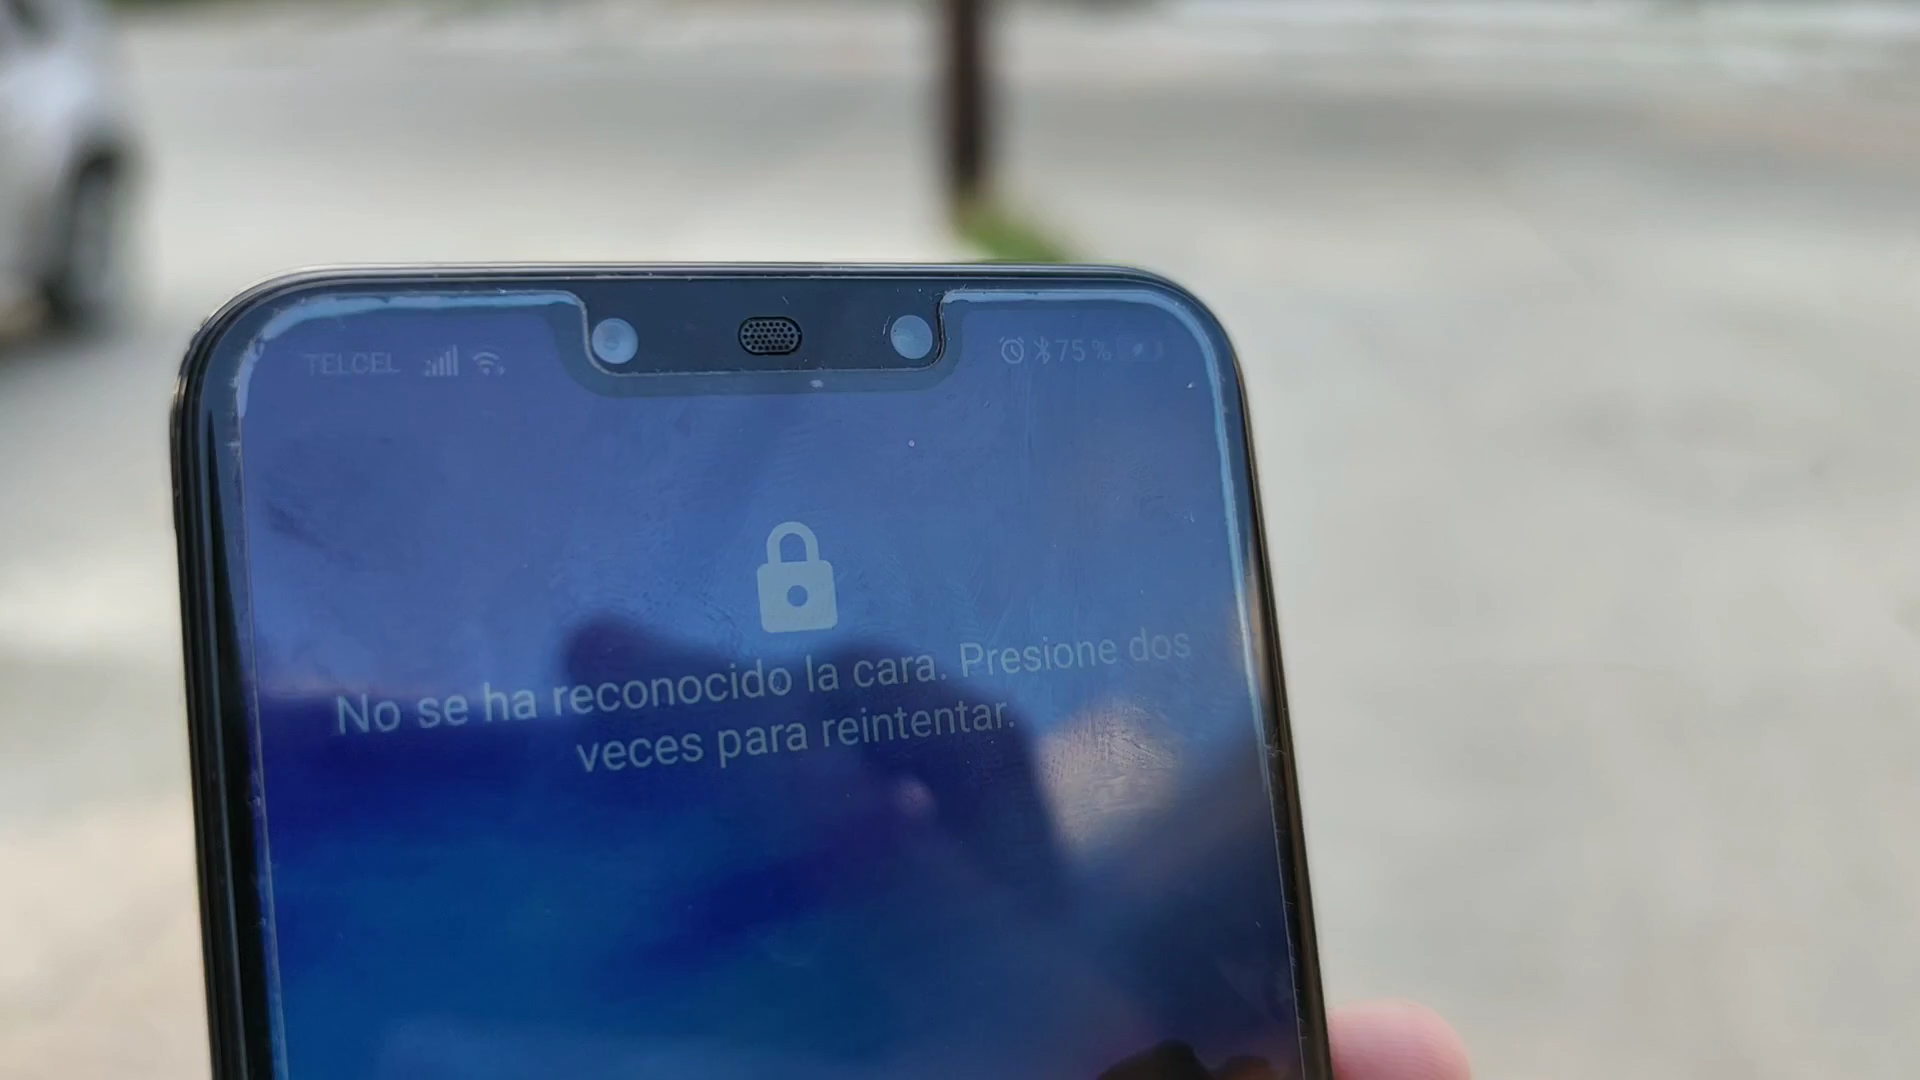 TELCEL 75 %
No se ha reconocido la cara. Presione dos
veces para reintentar.